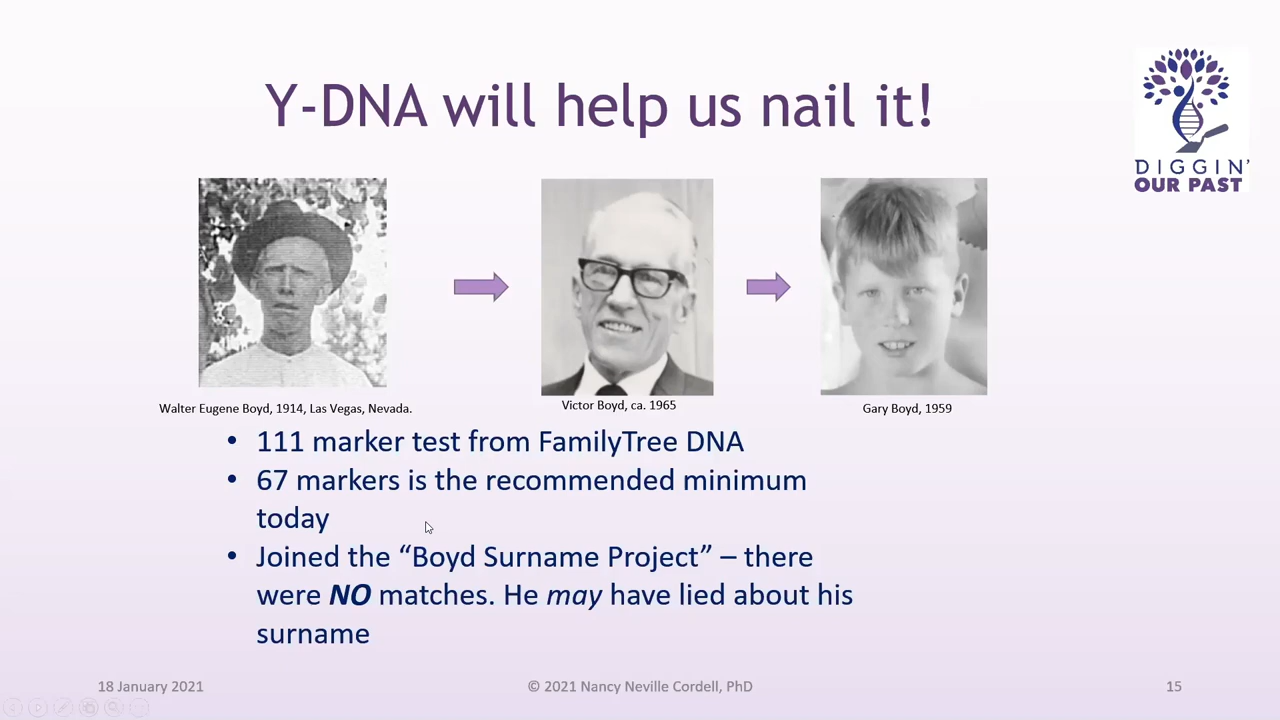 Y-DNA will help us nail it!
DIGGIN'
OUR PAST
Walter Eugene Boyd, 1914, Las Vegas, Nevada.
Victor Boyd, ca. 1965
Gary Boyd, 1959
• 111 marker test from FamilyTree DNA
• 67 markers is the recommended minimum
today
• Joined the “Boyd Surname Project” – there
were NO matches. He may have lied about his
surname
18 January 2021
© 2021 Nancy Neville Cordell, PhD
15